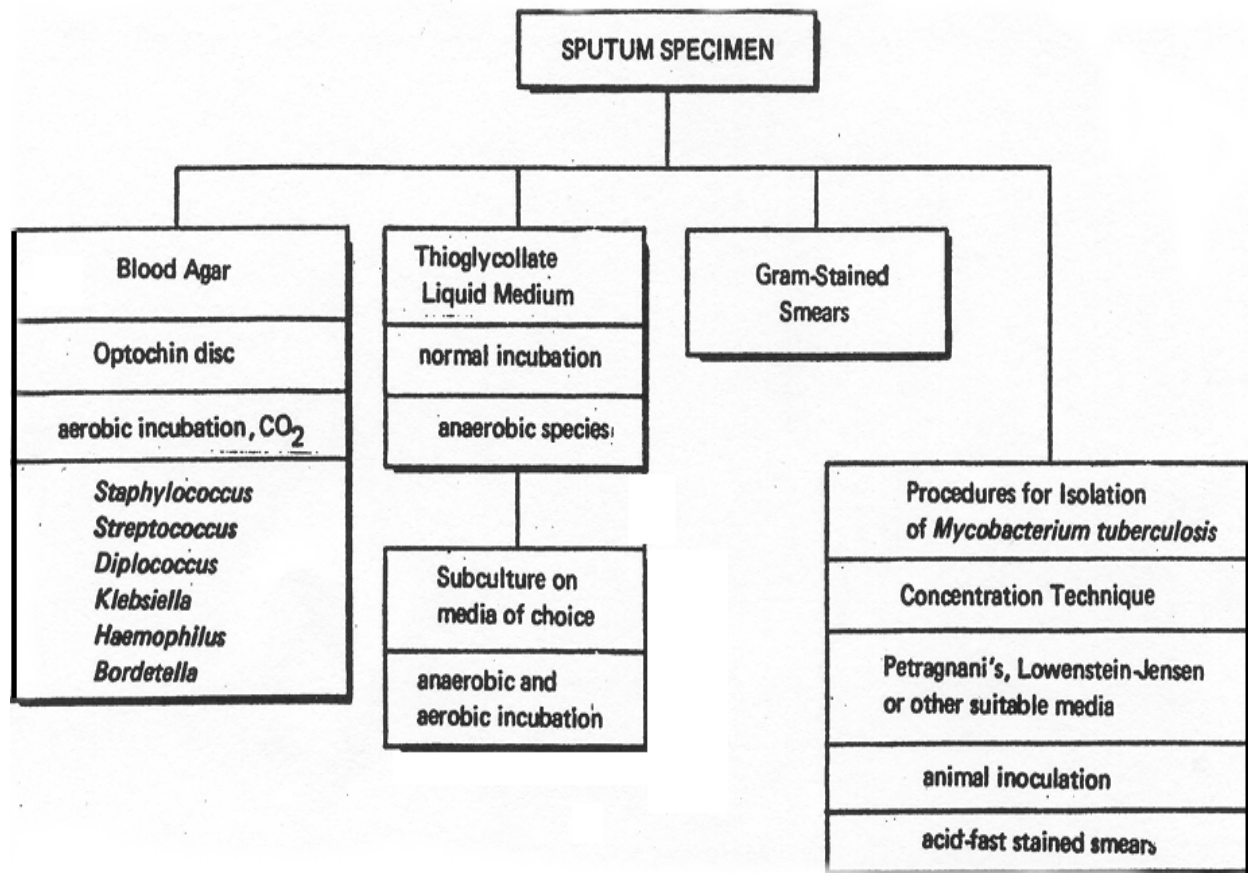 SPUTUM SPECIMEN
Blood Agar
Optochin disc
aerobic incubation, CO₂
Staphylococcus
Streptococcus
Diplococcus
Klebsiella
Haemophilus
Bordetella
Thioglycollate
Liquid Medium
normal incubation
anaerobic species
Subculture on
media of choice
anaerobic and
aerobic incubation
Gram-Stained
Smears
Procedures for Isolation
of Mycobacterium tuberculosis
Concentration Technique
Petragnani's, Lowenstein-Jensen
or other suitable media
animal inoculation
acid-fast stained smears